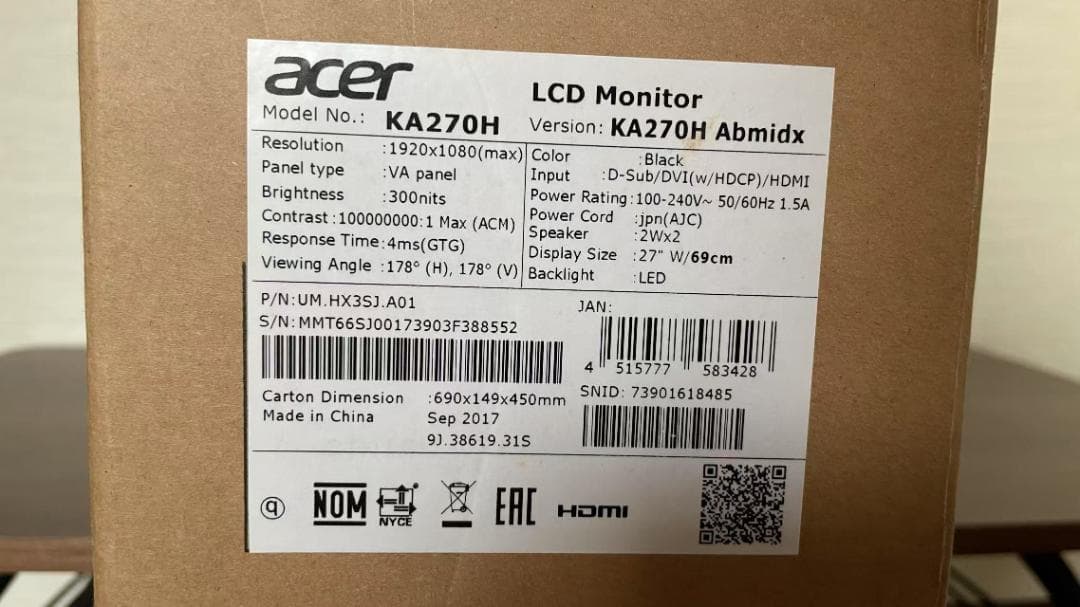 acer
LCD Monitor
Model No.: KA270H
Version: KA270H Abmidx
Resolution :1920x1080(max)
Panel type :VA panel
Brightness :300nits
Contrast :100000000:1 Max (ACM)
Response Time:4ms(GTG)
Viewing Angle :178° (H), 178° (V)
Color :Black
Input :D-Sub/DVI(w/HDCP)/HDMI
Power Rating:100-240V~ 50/60Hz 1.5A
Power Cord :jpn(AJC)
Speaker :2Wx2
Display Size :27" W/69cm
Backlight :LED
P/N:UM.HX3SJ.A01
S/N:MMT66SJ00173903F388552
JAN:
4 515777 583428
SNID: 73901618485
Carton Dimension :690x149x450mm
Made in China Sep 2017
9J.38619.31S
q NOM NYCE EAC HDMI